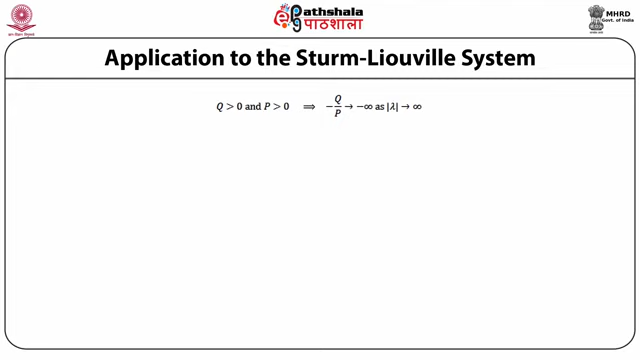 Pathshala
पाठशाला
MHRD
Govt. of India
Application to the Sturm-Liouville System
Q > 0 and P > 0 ⟹ −Q/P → −∞ as |λ| → ∞